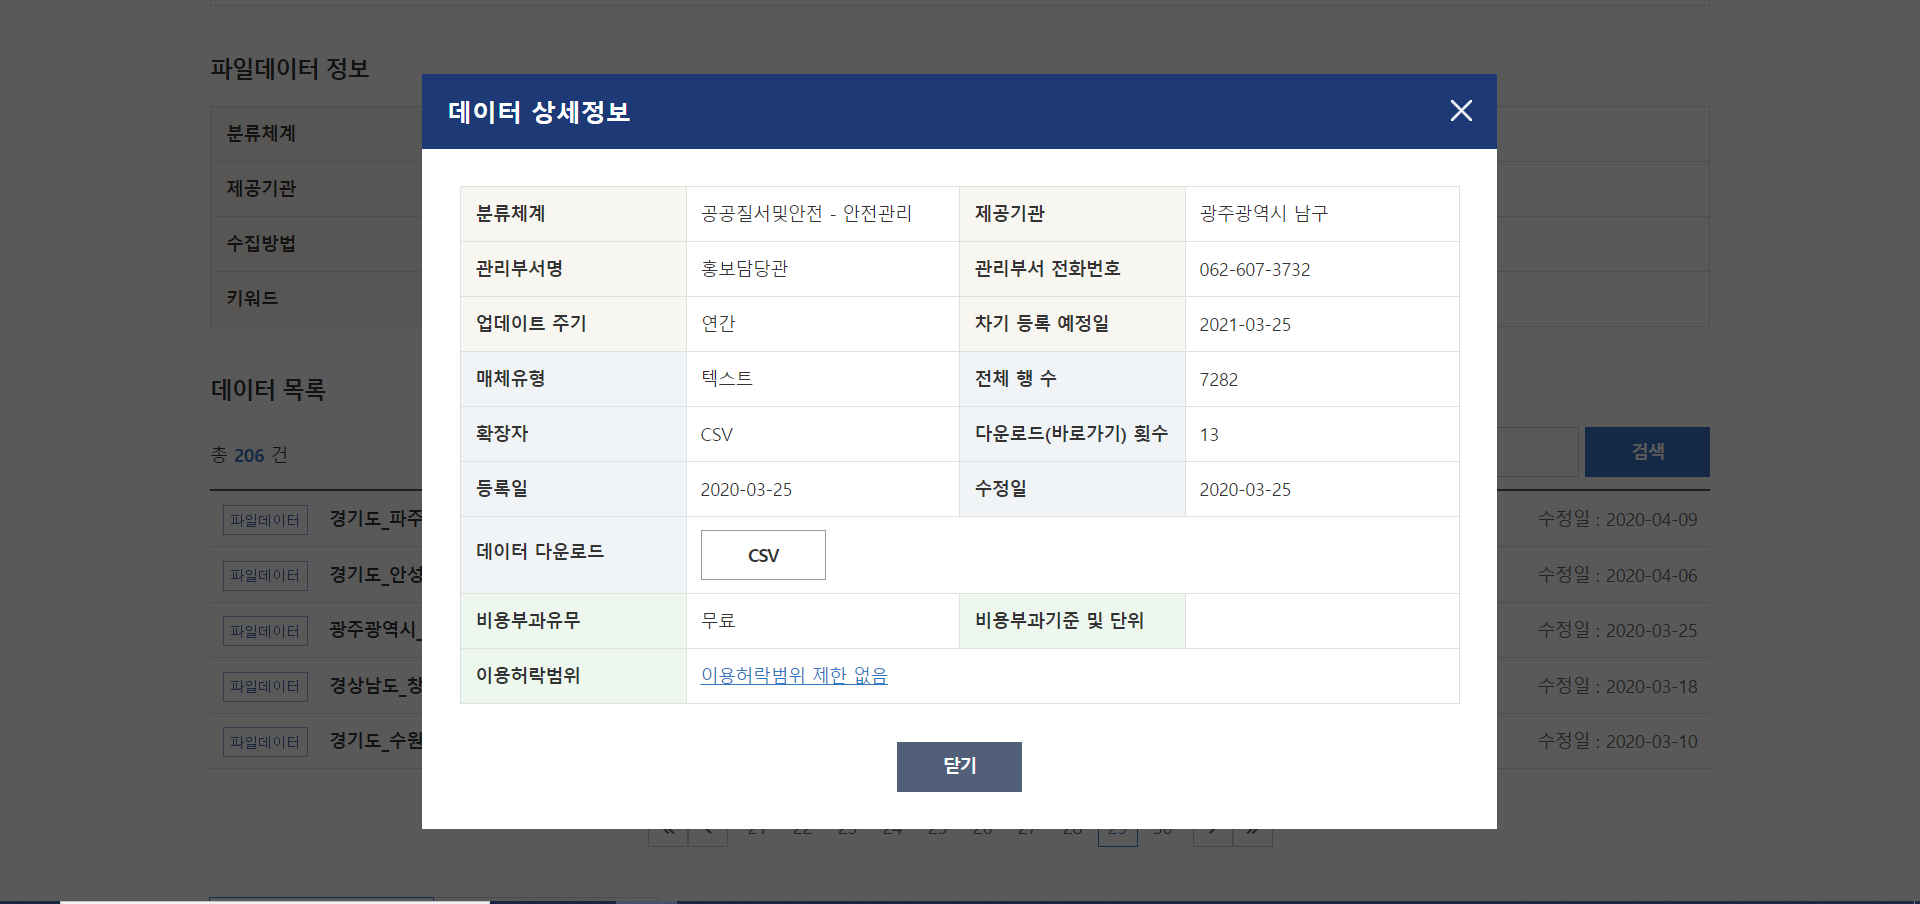 파일데이터 정보
데이터 상세정보
분류체계
제공기관
수집방법
키워드
분류체계 공공질서및안전 - 안전관리 제공기관 광주광역시 남구
관리부서명 홍보담당관 관리부서 전화번호 062-607-3732
업데이트 주기 연간 차기 등록 예정일 2021-03-25
매체유형 텍스트 전체 행 수 7282
확장자 CSV 다운로드(바로가기) 횟수 13
등록일 2020-03-25 수정일 2020-03-25
데이터 다운로드 CSV
비용부과유무 무료 비용부과기준 및 단위
이용허락범위 이용허락범위 제한 없음
닫기
데이터 목록
총 206 건
검색
파일데이터 경기도_파주 수정일 : 2020-04-09
파일데이터 경기도_안성 수정일 : 2020-04-06
파일데이터 광주광역시_ 수정일 : 2020-03-25
파일데이터 경상남도_창 수정일 : 2020-03-18
파일데이터 경기도_수원 수정일 : 2020-03-10
21 22 23 24 25 26 27 28 29 30